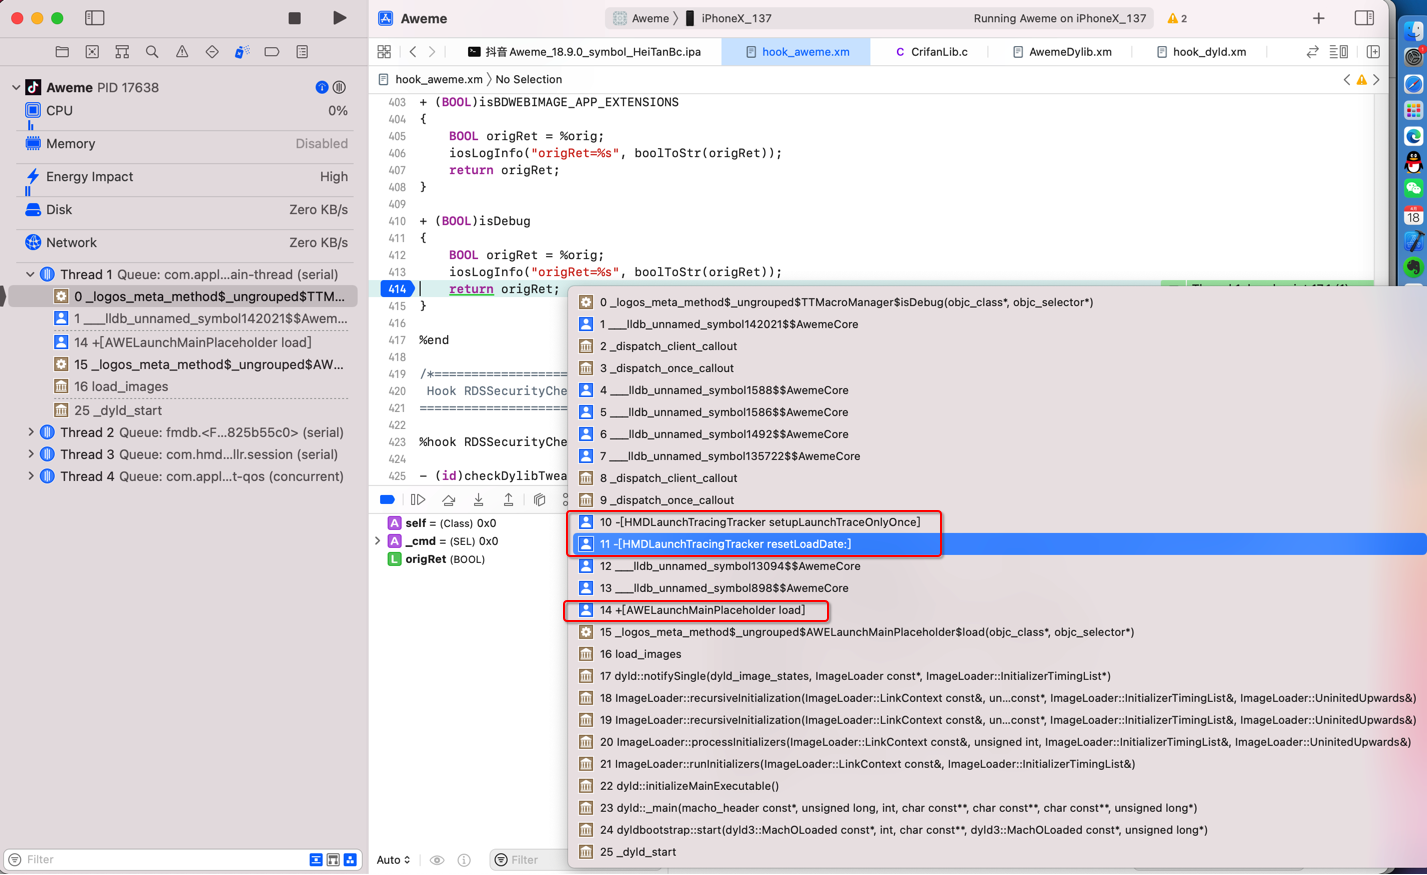 Aweme
Aweme 〉 iPhoneX_137
Running Aweme on iPhoneX_137
2
抖音 Aweme_18.9.0_symbol_HeiTanBc.ipa
hook_aweme.xm
C CrifanLib.c
AwemeDylib.xm
hook_dyld.xm
hook_aweme.xm 〉 No Selection
Aweme PID 17638
CPU 0%
Memory Disabled
Energy Impact High
Disk Zero KB/s
Network Zero KB/s
Thread 1 Queue: com.appl...ain-thread (serial)
0 _logos_meta_method$_ungrouped$TTM...
1 ___lldb_unnamed_symbol142021$$Awem...
14 +[AWELaunchMainPlaceholder load]
15 _logos_meta_method$_ungrouped$AW...
16 load_images
25 _dyld_start
Thread 2 Queue: fmdb.<F...825b55c0> (serial)
Thread 3 Queue: com.hmd...llr.session (serial)
Thread 4 Queue: com.appl...t-qos (concurrent)
Filter
403 + (BOOL)isBDWEBIMAGE_APP_EXTENSIONS
404 {
405 BOOL origRet = %orig;
406 iosLogInfo("origRet=%s", boolToStr(origRet));
407 return origRet;
408 }
409
410 + (BOOL)isDebug
411 {
412 BOOL origRet = %orig;
413 iosLogInfo("origRet=%s", boolToStr(origRet));
414 return origRet;
415 }
416
417 %end
418
419 /*===================
420 Hook RDSSecurityChe
421 =====================
422
423 %hook RDSSecurityChe
424
425 - (id)checkDylibTwea
A self = (Class) 0x0
A _cmd = (SEL) 0x0
L origRet (BOOL)
Auto
Filter
0 _logos_meta_method$_ungrouped$TTMacroManager$isDebug(objc_class*, objc_selector*)
1 ___lldb_unnamed_symbol142021$$AwemeCore
2 _dispatch_client_callout
3 _dispatch_once_callout
4 ___lldb_unnamed_symbol1588$$AwemeCore
5 ___lldb_unnamed_symbol1586$$AwemeCore
6 ___lldb_unnamed_symbol1492$$AwemeCore
7 ___lldb_unnamed_symbol135722$$AwemeCore
8 _dispatch_client_callout
9 _dispatch_once_callout
10 -[HMDLaunchTracingTracker setupLaunchTraceOnlyOnce]
11 -[HMDLaunchTracingTracker resetLoadDate:]
12 ___lldb_unnamed_symbol13094$$AwemeCore
13 ___lldb_unnamed_symbol898$$AwemeCore
14 +[AWELaunchMainPlaceholder load]
15 _logos_meta_method$_ungrouped$AWELaunchMainPlaceholder$load(objc_class*, objc_selector*)
16 load_images
17 dyld::notifySingle(dyld_image_states, ImageLoader const*, ImageLoader::InitializerTimingList*)
18 ImageLoader::recursiveInitialization(ImageLoader::LinkContext const&, un...const*, ImageLoader::InitializerTimingList&, ImageLoader::UninitedUpwards&)
19 ImageLoader::recursiveInitialization(ImageLoader::LinkContext const&, un...const*, ImageLoader::InitializerTimingList&, ImageLoader::UninitedUpwards&)
20 ImageLoader::processInitializers(ImageLoader::LinkContext const&, unsigned int, ImageLoader::InitializerTimingList&, ImageLoader::UninitedUpwards&)
21 ImageLoader::runInitializers(ImageLoader::LinkContext const&, ImageLoader::InitializerTimingList&)
22 dyld::initializeMainExecutable()
23 dyld::_main(macho_header const*, unsigned long, int, char const**, char const**, char const**, unsigned long*)
24 dyldbootstrap::start(dyld3::MachOLoaded const*, int, char const**, dyld3::MachOLoaded const*, unsigned long*)
25 _dyld_start
18